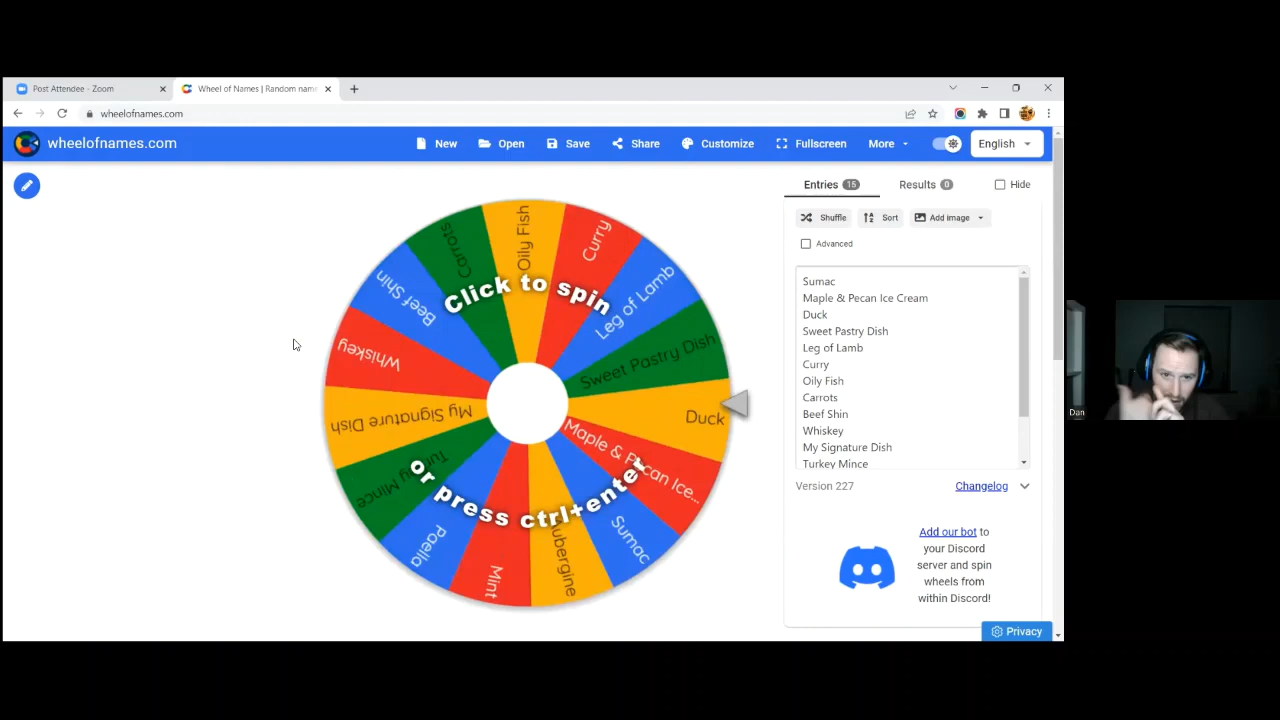 Post Attendee - Zoom
Wheel of Names | Random name
wheelofnames.com
wheelofnames.com
New
Open
Save
Share
Customize
Fullscreen
More
English
Entries 15
Results 0
Hide
Shuffle
Sort
Add image
Advanced
Sumac
Maple & Pecan Ice Cream
Duck
Sweet Pastry Dish
Leg of Lamb
Curry
Oily Fish
Carrots
Beef Shin
Whiskey
My Signature Dish
Turkey Mince
Version 227
Changelog
Add our bot to
your Discord
server and spin
wheels from
within Discord!
Privacy
Click to spin
or press ctrl+enter
Oily Fish
Curry
Leg of Lamb
Sweet Pastry Dish
Duck
Maple & Pecan Ice...
Sumac
Aubergine
Mint
Paella
Turkey Mince
My Signature Dish
Whiskey
Beef Shin
Carrots
Dan